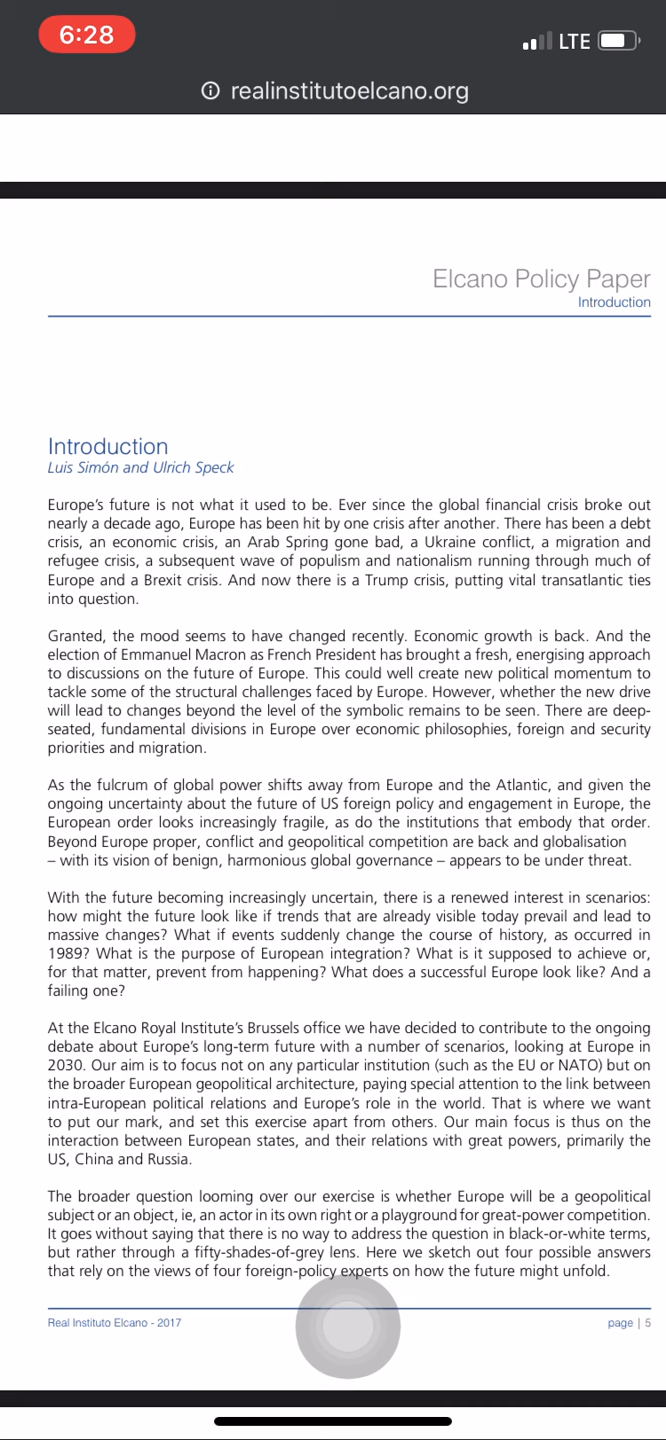 6:28
LTE
realinstitutoelcano.org
Elcano Policy Paper
Introduction
Introduction
Luis Simón and Ulrich Speck
Europe's future is not what it used to be. Ever since the global financial crisis broke out
nearly a decade ago, Europe has been hit by one crisis after another. There has been a debt
crisis, an economic crisis, an Arab Spring gone bad, a Ukraine conflict, a migration and
refugee crisis, a subsequent wave of populism and nationalism running through much of
Europe and a Brexit crisis. And now there is a Trump crisis, putting vital transatlantic ties
into question.
Granted, the mood seems to have changed recently. Economic growth is back. And the
election of Emmanuel Macron as French President has brought a fresh, energising approach
to discussions on the future of Europe. This could well create new political momentum to
tackle some of the structural challenges faced by Europe. However, whether the new drive
will lead to changes beyond the level of the symbolic remains to be seen. There are deep-
seated, fundamental divisions in Europe over economic philosophies, foreign and security
priorities and migration.
As the fulcrum of global power shifts away from Europe and the Atlantic, and given the
ongoing uncertainty about the future of US foreign policy and engagement in Europe, the
European order looks increasingly fragile, as do the institutions that embody that order.
Beyond Europe proper, conflict and geopolitical competition are back and globalisation
– with its vision of benign, harmonious global governance – appears to be under threat.
With the future becoming increasingly uncertain, there is a renewed interest in scenarios:
how might the future look like if trends that are already visible today prevail and lead to
massive changes? What if events suddenly change the course of history, as occurred in
1989? What is the purpose of European integration? What is it supposed to achieve or,
for that matter, prevent from happening? What does a successful Europe look like? And a
failing one?
At the Elcano Royal Institute's Brussels office we have decided to contribute to the ongoing
debate about Europe's long-term future with a number of scenarios, looking at Europe in
2030. Our aim is to focus not on any particular institution (such as the EU or NATO) but on
the broader European geopolitical architecture, paying special attention to the link between
intra-European political relations and Europe's role in the world. That is where we want
to put our mark, and set this exercise apart from others. Our main focus is thus on the
interaction between European states, and their relations with great powers, primarily the
US, China and Russia.
The broader question looming over our exercise is whether Europe will be a geopolitical
subject or an object, ie, an actor in its own right or a playground for great-power competition.
It goes without saying that there is no way to address the question in black-or-white terms,
but rather through a fifty-shades-of-grey lens. Here we sketch out four possible answers
that rely on the views of four foreign-policy experts on how the future might unfold.
Real Instituto Elcano - 2017
page | 5